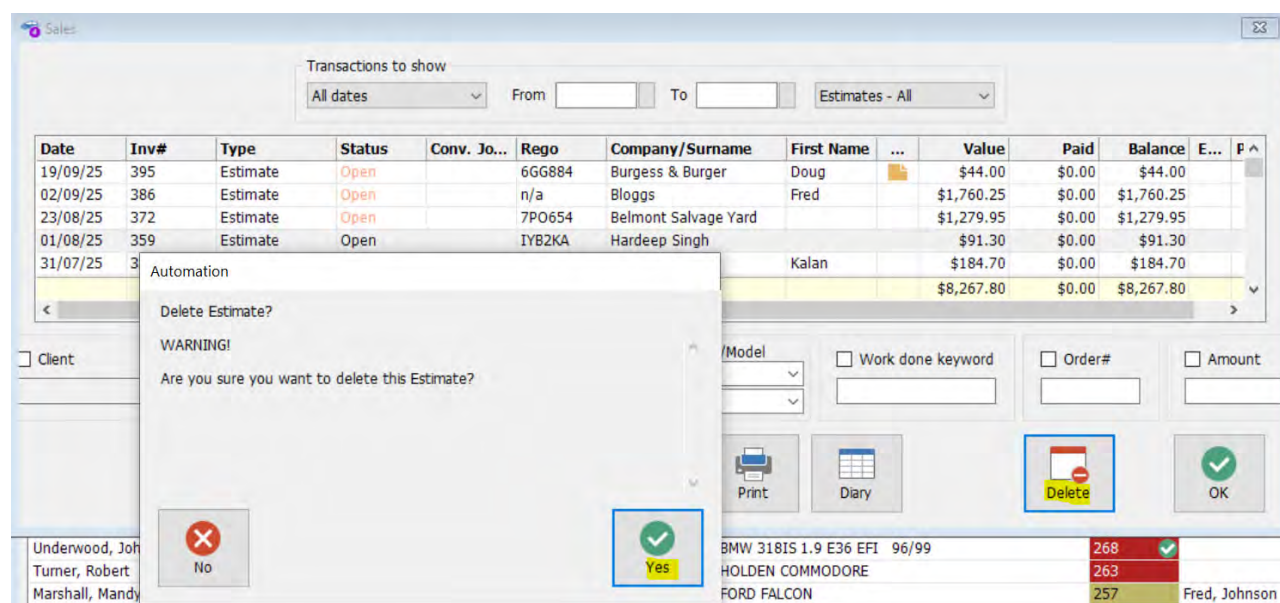 Sales
Transactions to show
All dates From To Estimates - All
Date Inv# Type Status Conv. Jo... Rego Company/Surname First Name ... Value Paid Balance E... P
19/09/25 395 Estimate Open 6GG884 Burgess & Burger Doug $44.00 $0.00 $44.00
02/09/25 386 Estimate Open n/a Bloggs Fred $1,760.25 $0.00 $1,760.25
23/08/25 372 Estimate Open 7PO654 Belmont Salvage Yard $1,279.95 $0.00 $1,279.95
01/08/25 359 Estimate Open IYB2KA Hardeep Singh $91.30 $0.00 $91.30
31/07/25 3 Kalan $184.70 $0.00 $184.70
$8,267.80 $0.00 $8,267.80
Automation
Delete Estimate?
WARNING!
Are you sure you want to delete this Estimate?
No
Yes
Client /Model Work done keyword Order# Amount
Print Diary Delete OK
Underwood, Joh BMW 318IS 1.9 E36 EFI 96/99 268
Turner, Robert HOLDEN COMMODORE 263
Marshall, Mandy FORD FALCON 257 Fred, Johnson